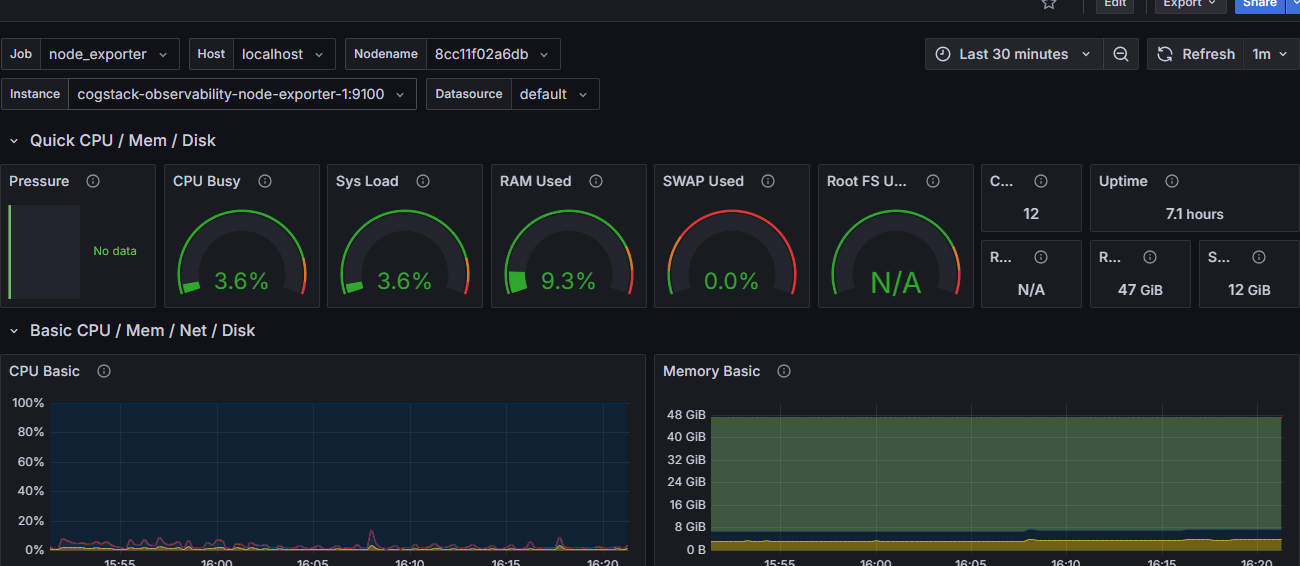 Edit Export Share
Job node_exporter Host localhost Nodename 8cc11f02a6db Last 30 minutes Refresh 1m
Instance cogstack-observability-node-exporter-1:9100 Datasource default
Quick CPU / Mem / Disk
Pressure CPU Busy Sys Load RAM Used SWAP Used Root FS U... C... Uptime
12 7.1 hours
No data
R... R... S...
3.6% 3.6% 9.3% 0.0% N/A
N/A 47 GiB 12 GiB
Basic CPU / Mem / Net / Disk
CPU Basic
100%
80%
60%
40%
20%
0%
15:55 16:00 16:05 16:10 16:15 16:20
Memory Basic
48 GiB
40 GiB
32 GiB
24 GiB
16 GiB
8 GiB
0 B
15:55 16:00 16:05 16:10 16:15 16:20